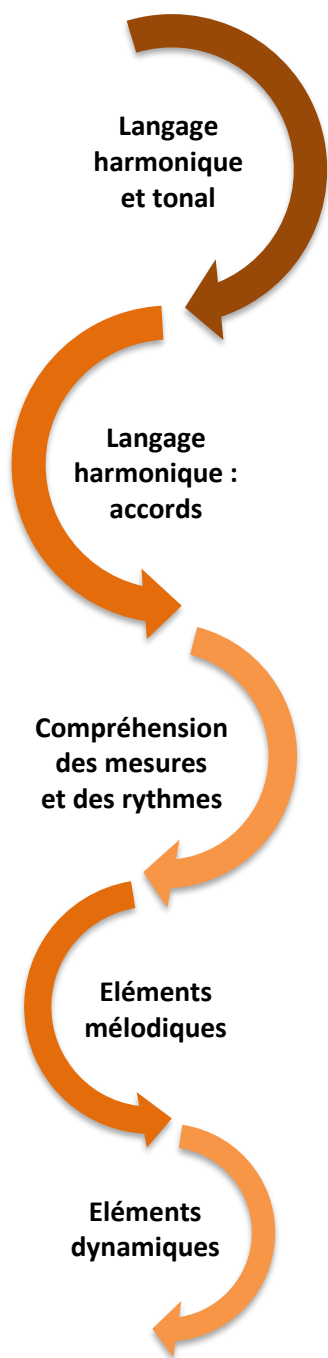 Langage
harmonique
et tonal
Langage
harmonique :
accords
Compréhension
des mesures
et des rythmes
Eléments
mélodiques
Eléments
dynamiques